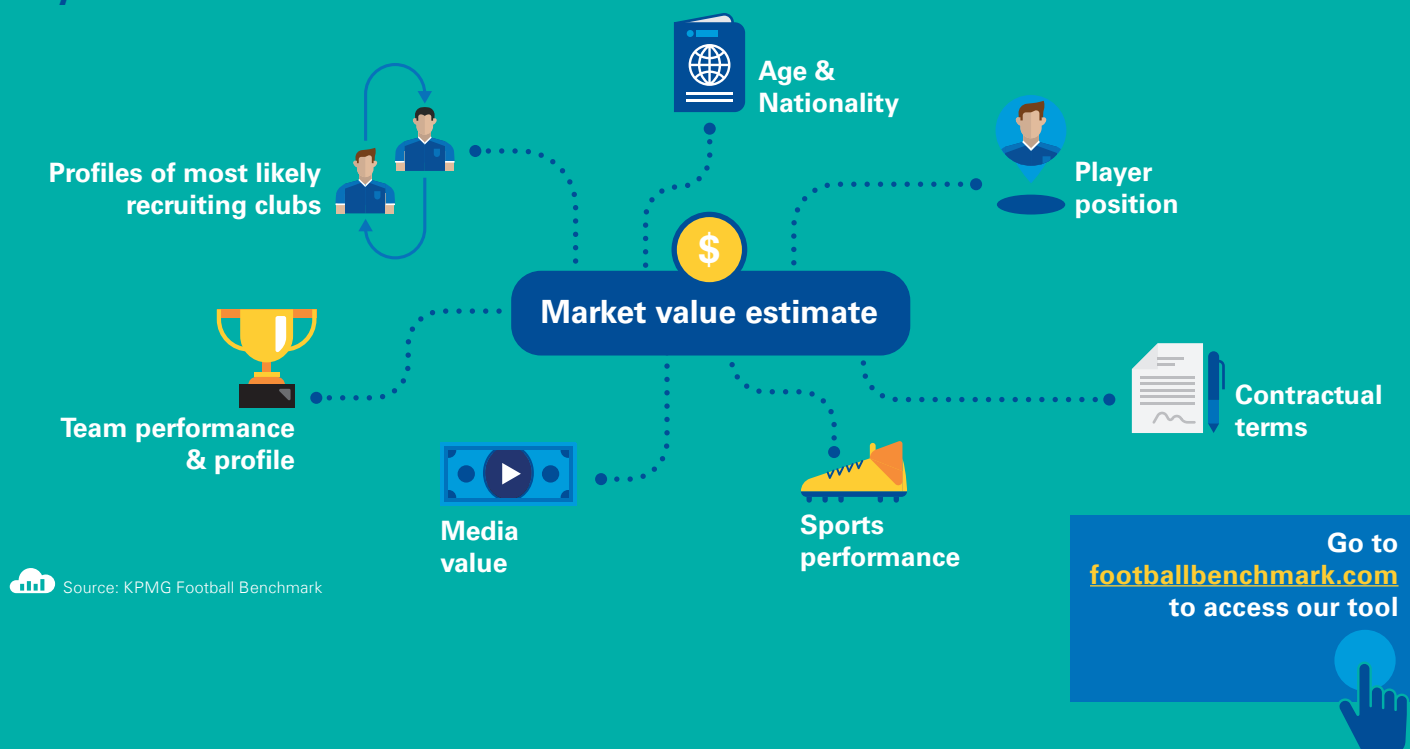 Age &
Nationality
Profiles of most likely
recruiting clubs
Player
position
$
Market value estimate
Team performance
& profile
Contractual
terms
Media
value
Sports
performance
Go to
footballbenchmark.com
to access our tool
Source: KPMG Football Benchmark